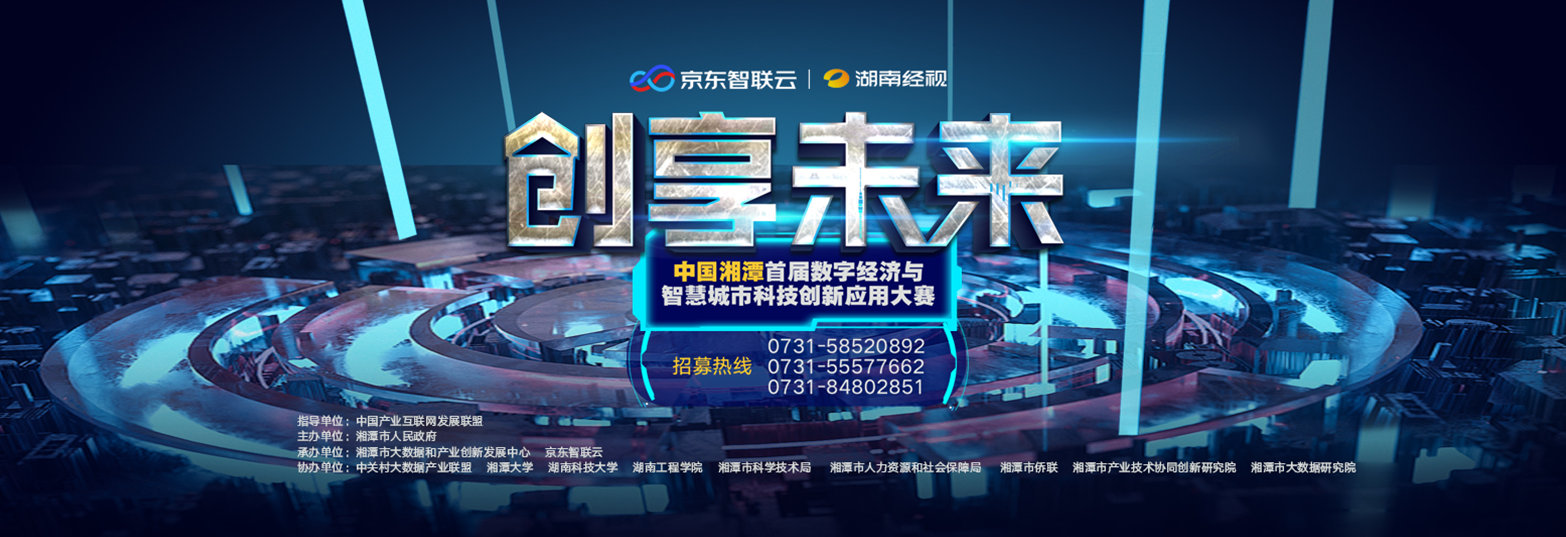 京东智联云 | 湖南经视
创享未来
中国湘潭首届数字经济与
智慧城市科技创新应用大赛
招募热线
0731-58520892
0731-55577662
0731-84802851
指导单位：中国产业互联网发展联盟
主办单位：湘潭市人民政府
承办单位：湘潭市大数据和产业创新发展中心 京东智联云
协办单位：中关村大数据产业联盟 湘潭大学 湖南科技大学 湖南工程学院 湘潭市科学技术局 湘潭市人力资源和社会保障局 湘潭市侨联 湘潭市产业技术协同创新研究院 湘潭市大数据研究院